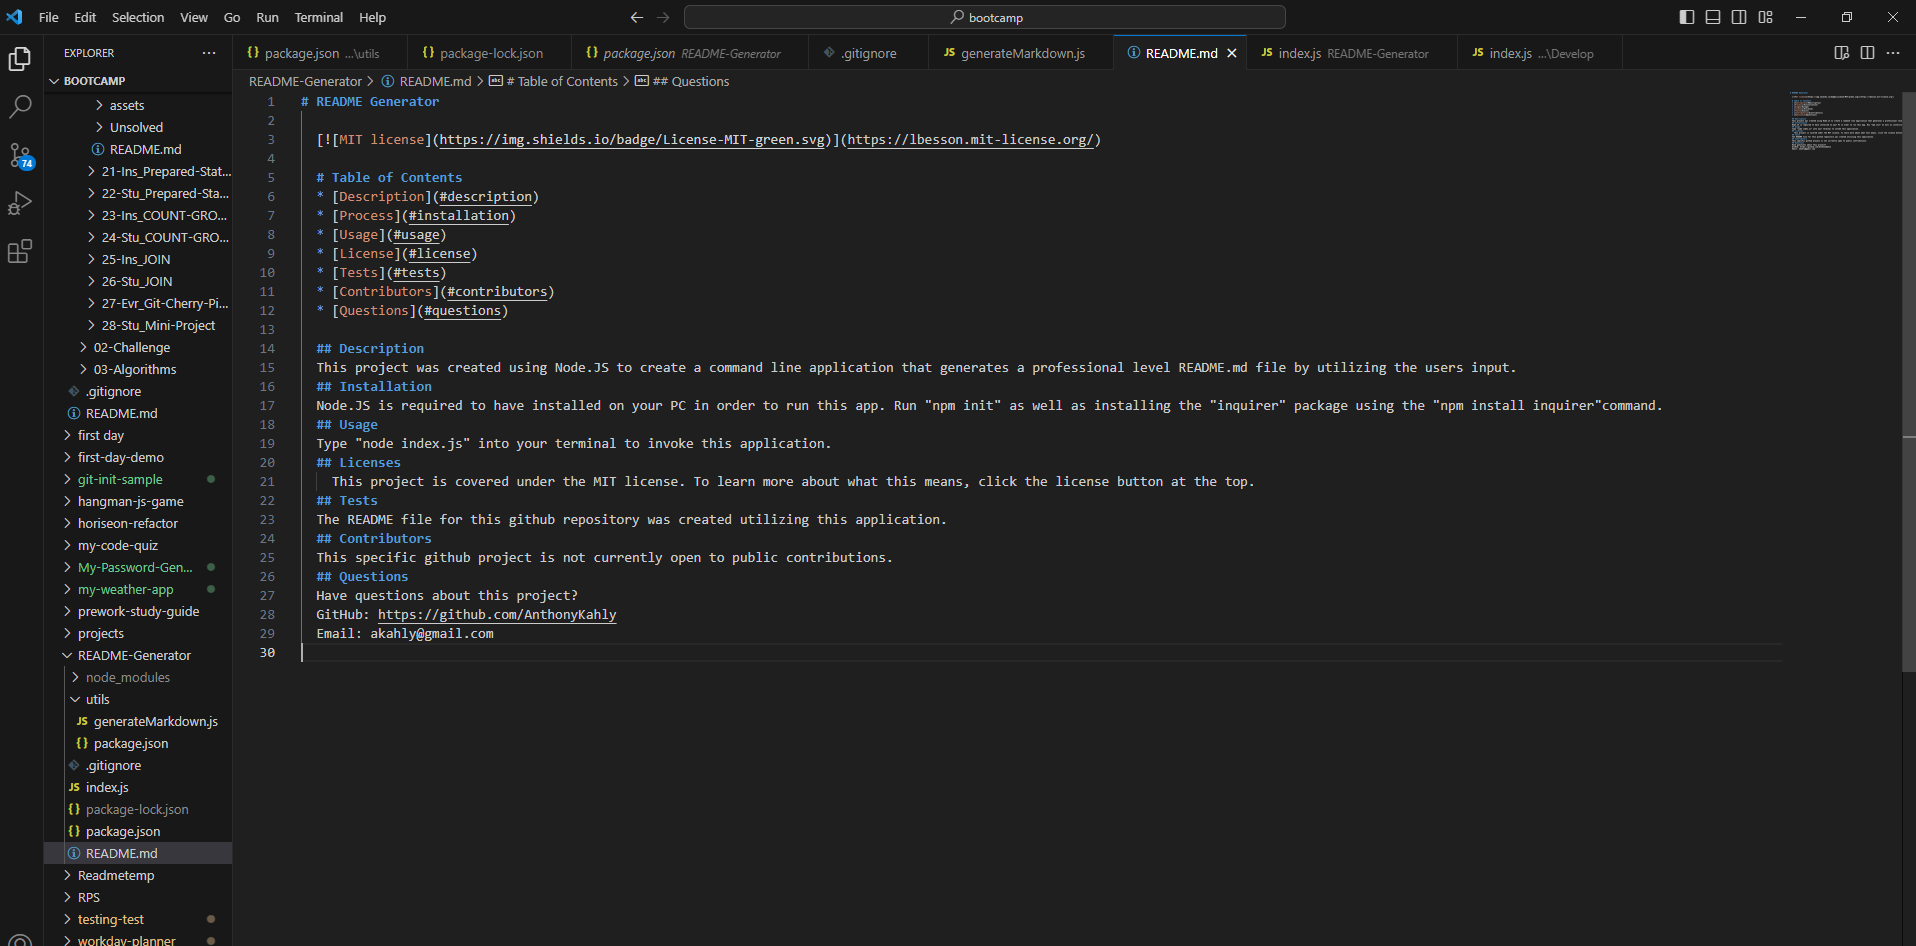 File Edit Selection View Go Run Terminal Help
bootcamp
EXPLORER
BOOTCAMP
assets
Unsolved
README.md
21-Ins_Prepared-Stat...
22-Stu_Prepared-Sta...
23-Ins_COUNT-GRO...
24-Stu_COUNT-GRO...
25-Ins_JOIN
26-Stu_JOIN
27-Evr_Git-Cherry-Pi...
28-Stu_Mini-Project
02-Challenge
03-Algorithms
.gitignore
README.md
first day
first-day-demo
git-init-sample
hangman-js-game
horiseon-refactor
my-code-quiz
My-Password-Gen...
my-weather-app
prework-study-guide
projects
README-Generator
node_modules
utils
JS generateMarkdown.js
{} package.json
.gitignore
JS index.js
{} package-lock.json
{} package.json
README.md
Readmetemp
RPS
testing-test
workday-planner
74
{} package.json ...\utils
{} package-lock.json
{} package.json README-Generator
.gitignore
JS generateMarkdown.js
README.md
JS index.js README-Generator
JS index.js ...\Develop
README-Generator > README.md > # Table of Contents > ## Questions
1 # README Generator
2
3 [![MIT license](https://img.shields.io/badge/License-MIT-green.svg)](https://lbesson.mit-license.org/)
4
5 # Table of Contents
6 * [Description](#description)
7 * [Process](#installation)
8 * [Usage](#usage)
9 * [License](#license)
10 * [Tests](#tests)
11 * [Contributors](#contributors)
12 * [Questions](#questions)
13
14 ## Description
15 This project was created using Node.JS to create a command line application that generates a professional level README.md file by utilizing the users input.
16 ## Installation
17 Node.JS is required to have installed on your PC in order to run this app. Run "npm init" as well as installing the "inquirer" package using the "npm install inquirer"command.
18 ## Usage
19 Type "node index.js" into your terminal to invoke this application.
20 ## Licenses
21 This project is covered under the MIT license. To learn more about what this means, click the license button at the top.
22 ## Tests
23 The README file for this github repository was created utilizing this application.
24 ## Contributors
25 This specific github project is not currently open to public contributions.
26 ## Questions
27 Have questions about this project?
28 GitHub: https://github.com/AnthonyKahly
29 Email: akahly@gmail.com
30